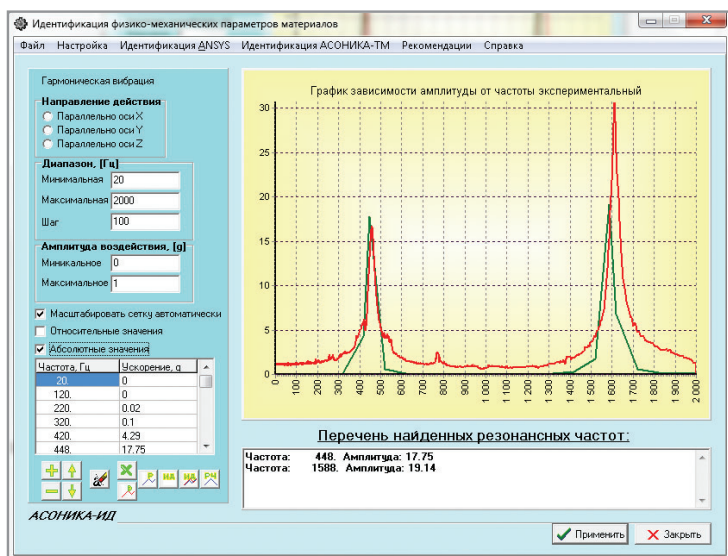 Идентификация физико-механических параметров материалов
Файл Настройка Идентификация ANSYS Идентификация АСОНИКА-ТМ Рекомендации Справка
Гармоническая вибрация
Направление действия
Параллельно оси X
Параллельно оси Y
Параллельно оси Z
Диапазон, [Гц]
Минимальная 20
Максимальная 2000
Шаг 100
Амплитуда воздействия, [g]
Миникальное 0
Максимальное 1
Масштабировать сетку автоматически
Относительные значения
Абсолютные значения
Частота, Гц Ускорение, g
20. 0
120. 0
220. 0.02
320. 0.1
420. 4.29
448. 17.75
АСОНИКА-ИД
График зависимости амплитуды от частоты экспериментальный
30
25
20
15
10
5
0
0 100 200 300 400 500 600 700 800 900 1 000 1 100 1 200 1 300 1 400 1 500 1 600 1 700 1 800 1 900 2 000
Перечень найденных резонансных частот:
Частота: 448. Амплитуда: 17.75
Частота: 1588. Амплитуда: 19.14
Применить Закрыть